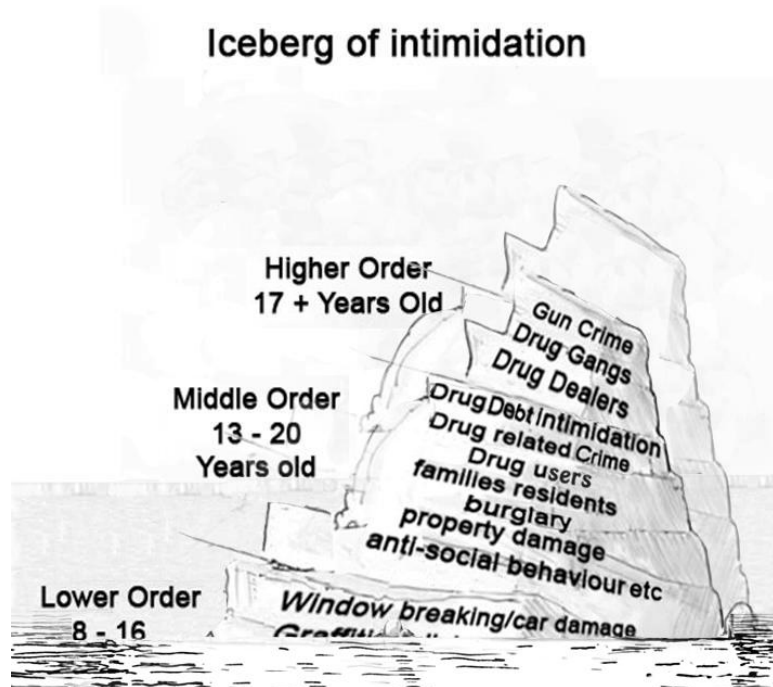 Iceberg of intimidation
Higher Order
17 + Years Old
Gun Crime
Drug Gangs
Drug Dealers
Middle Order
13 - 20
Years old
Drug Debt intimidation
Drug related Crime
Drug users
families residents
burglary
property damage
anti-social behaviour etc
Lower Order
8 - 16
Window breaking/car damage